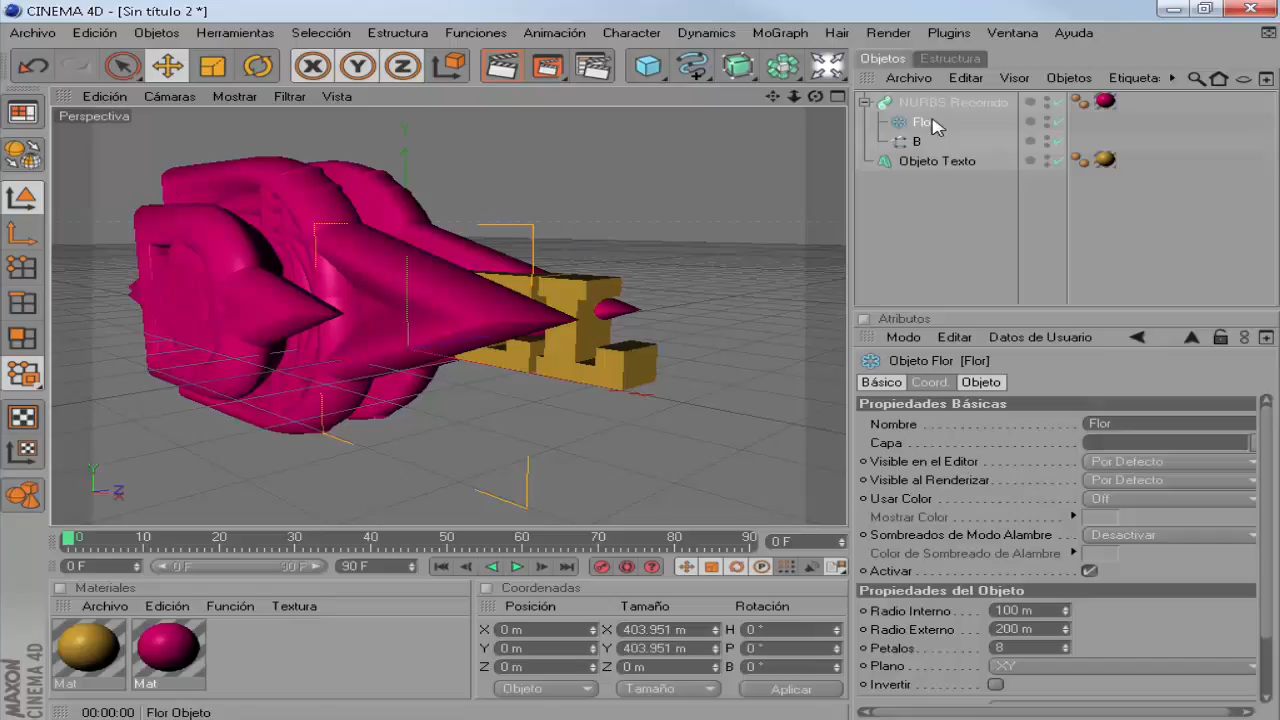 CINEMA 4D - [Sin título 2 *]
Archivo Edición Objetos Herramientas Selección Estructura Funciones Animación Character Dynamics MoGraph Hair Render Plugins Ventana Ayuda
X Y Z
Objetos Estructura
Archivo Editar Visor Objetos Etiqueta:
Edición Cámaras Mostrar Filtrar Vista
Perspectiva
NURBS Recorrido
Flor
B
Objeto Texto
Y
Y
Z
X
Atributos
Modo Editar Datos de Usuario
Objeto Flor [Flor]
Básico Coord. Objeto
Propiedades Básicas
Nombre Flor
Capa
Visible en el Editor Por Defecto
Visible al Renderizar Por Defecto
Usar Color Off
Mostrar Color
Sombreados de Modo Alambre Desactivar
Color de Sombreado de Alambre
Activar
Propiedades del Objeto
Radio Interno 100 m
Radio Externo 200 m
Petalos 8
Plano XY
Invertir
0 10 20 30 40 50 60 70 80 90 0 F
0 F 0 F 90 F 90 F
Materiales
Archivo Edición Función Textura
Mat Mat
Coordenadas
Posición Tamaño Rotación
X 0 m X 403.951 m H 0 °
Y 0 m Y 403.951 m P 0 °
Z 0 m Z 0 m B 0 °
Objeto Tamaño Aplicar
MAXON CINEMA 4D
00:00:00 Flor Objeto